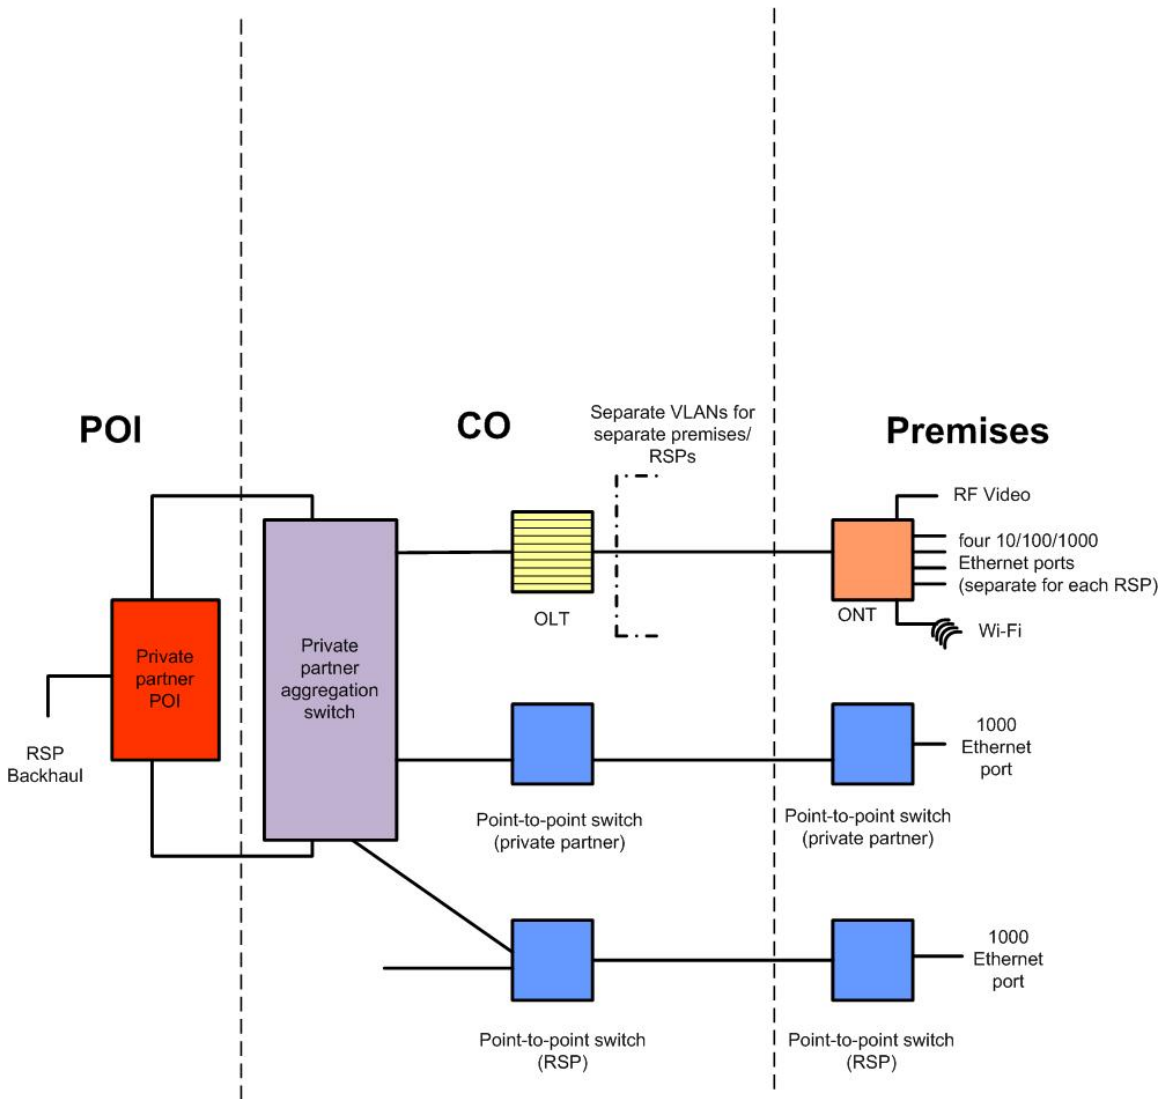 POI
CO
Premises
Separate VLANs for
separate premises/
RSPs
RF Video
four 10/100/1000
Ethernet ports
(separate for each RSP)
Wi-Fi
OLT
ONT
Private
partner
POI
Private
partner
aggregation
switch
RSP
Backhaul
1000
Ethernet
port
Point-to-point switch
(private partner)
Point-to-point switch
(private partner)
1000
Ethernet
port
Point-to-point switch
(RSP)
Point-to-point switch
(RSP)